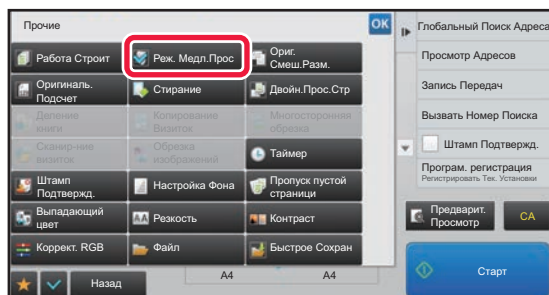 Прочие
OK
Работа Строит
Реж. Медл.Прос
Ориг.
Смеш.Разм.
Оригиналь.
Подсчет
Стирание
Двойн.Прос.Стр
Деление
книги
Копирование
Визиток
Многосторонняя
обрезка
Сканир-ние
визиток
Обрезка
изображений
Таймер
Штамп
Подтвержд.
Настройка Фона
Пропуск пустой
страници
Выпадающий
цвет
Резкость
Контраст
Коррект. RGB
Файл
Быстрое Сохран
Назад
A4
A4
Глобальный Поиск Адреса
Просмотр Адресов
Запись Передач
Вызвать Номер Поиска
Штамп Подтвержд.
Програм. регистрация
Регистрировать Тек. Установки
Предварит.
Просмотр
CA
Старт